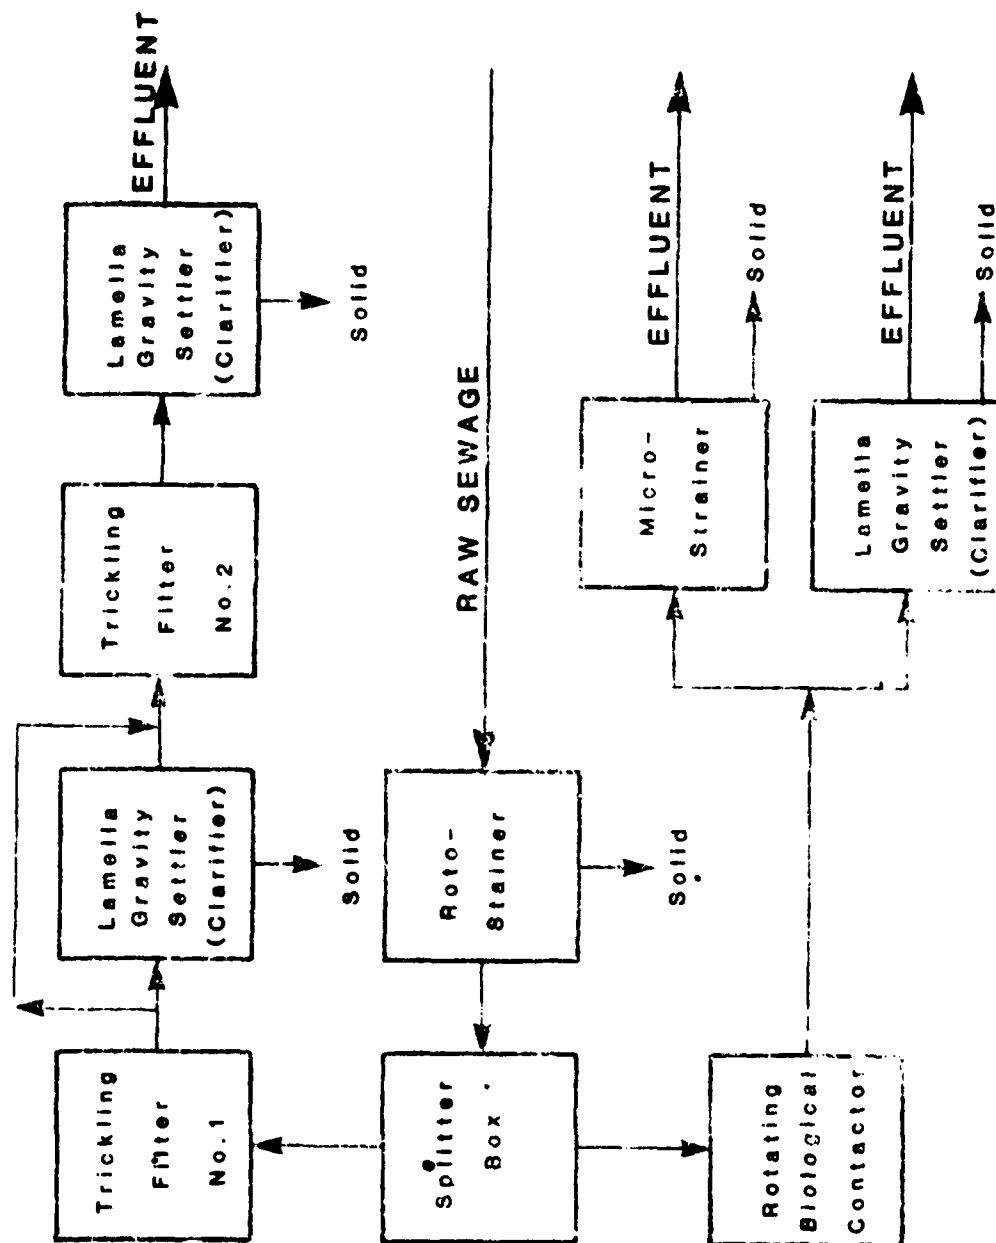 Trickling
Filter
No.1
Lamella
Gravity
Settler
(Clarifier)
Solid
Trickling
Filter
No.2
Lamella
Gravity
Settler
(Clarifier)
Solid
EFFLUENT
Splitter
Box
Roto-
Stainer
Solid
RAW SEWAGE
Rotating
Biological
Contactor
Micro-
Strainer
EFFLUENT
Solid
Lamella
Gravity
Settler
(Clarifier)
EFFLUENT
Solid